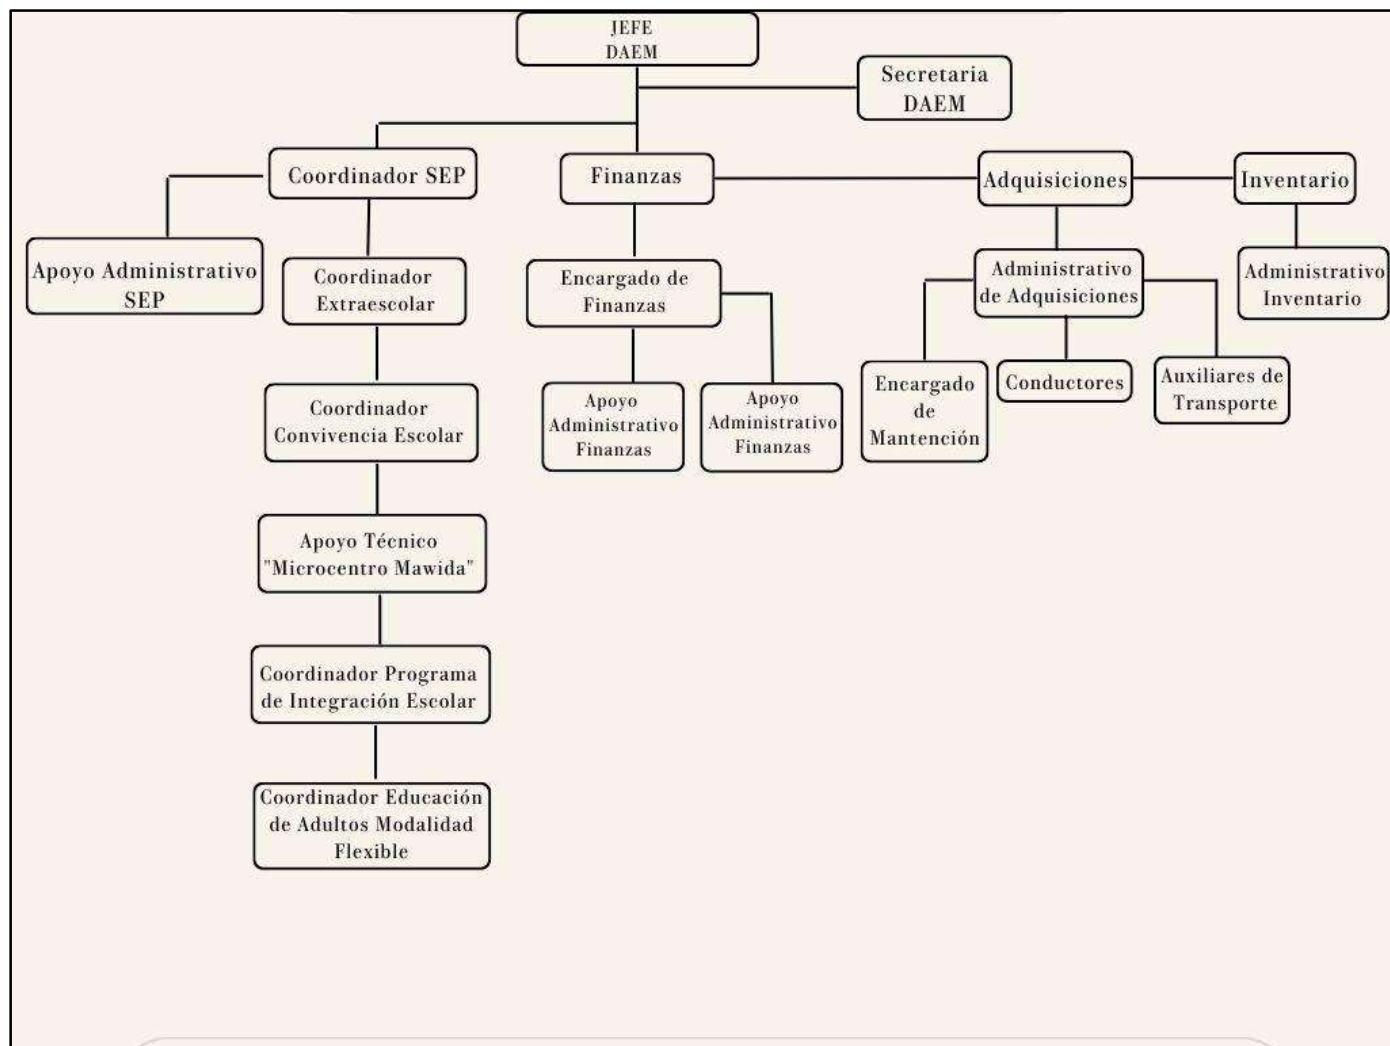 JEFE
DAEM
Secretaria
DAEM
Coordinador SEP
Finanzas
Adquisiciones
Inventario
Apoyo Administrativo
SEP
Coordinador
Extraescolar
Encargado de
Finanzas
Administrativo
de Adquisiciones
Administrativo
Inventario
Encargado
de
Mantención
Conductores
Auxiliares de
Transporte
Coordinador
Convivencia Escolar
Apoyo
Administrativo
Finanzas
Apoyo
Administrativo
Finanzas
Apoyo Técnico
"Microcentro Mawida"
Coordinador Programa
de Integración Escolar
Coordinador Educación
de Adultos Modalidad
Flexible